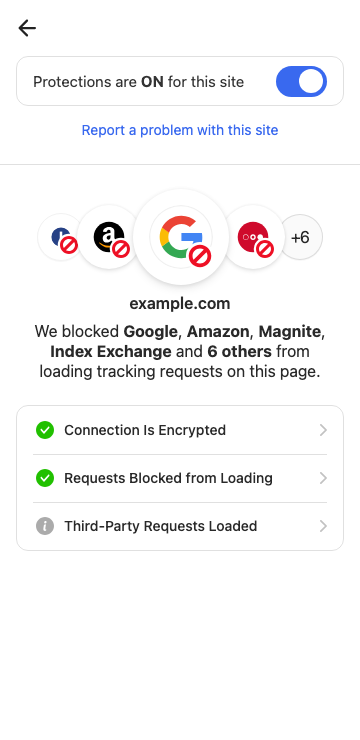 Protections are ON for this site
Report a problem with this site
+6
example.com
We blocked Google, Amazon, Magnite,
Index Exchange and 6 others from
loading tracking requests on this page.
Connection Is Encrypted
Requests Blocked from Loading
Third-Party Requests Loaded